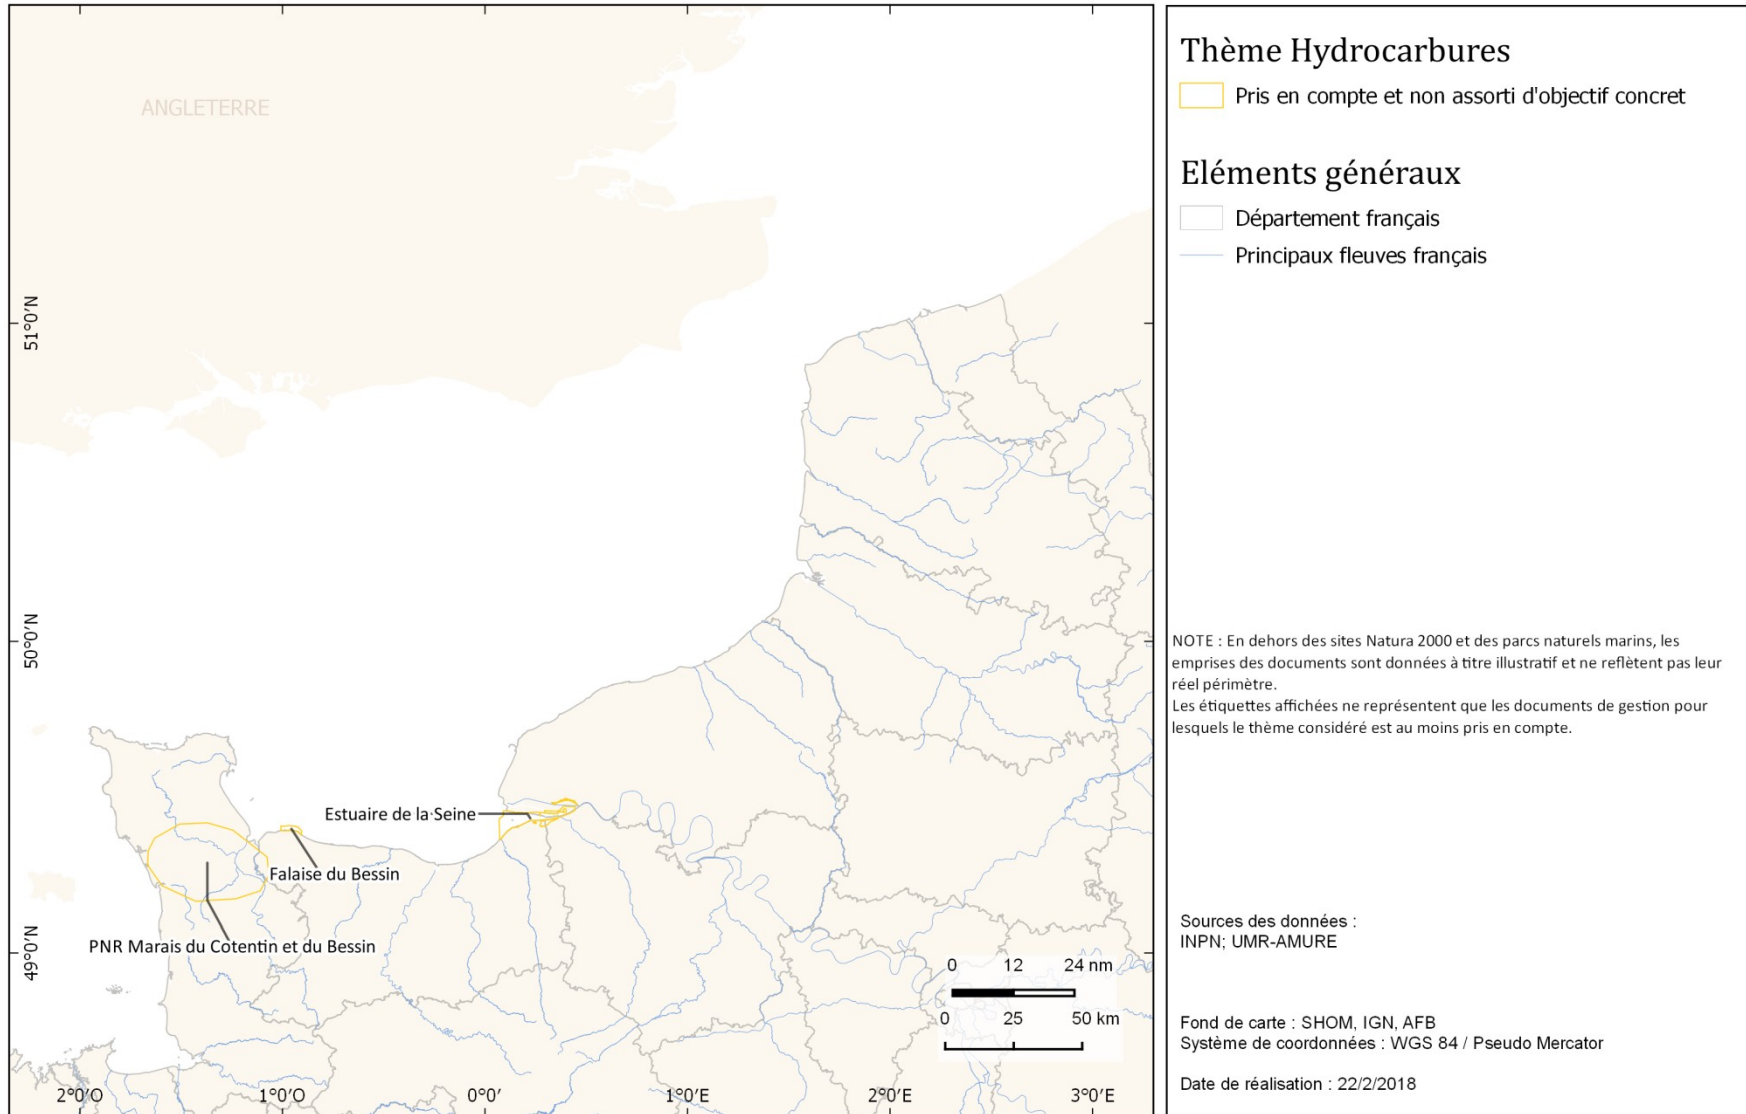 ANGLETERRE
51°0'N
50°0'N
49°0'N
Estuaire de la Seine
Falaise du Bessin
PNR Marais du Cotentin et du Bessin
0 12 24 nm
0 25 50 km
2°0'O 1°0'O 0°0' 1°0'E 2°0'E 3°0'E
Thème Hydrocarbures
Pris en compte et non assorti d'objectif concret
Eléments généraux
Département français
Principaux fleuves français
NOTE : En dehors des sites Natura 2000 et des parcs naturels marins, les
emprises des documents sont données à titre illustratif et ne reflètent pas leur
réel périmètre.
Les étiquettes affichées ne représentent que les documents de gestion pour
lesquels le thème considéré est au moins pris en compte.
Sources des données :
INPN; UMR-AMURE
Fond de carte : SHOM, IGN, AFB
Système de coordonnées : WGS 84 / Pseudo Mercator
Date de réalisation : 22/2/2018